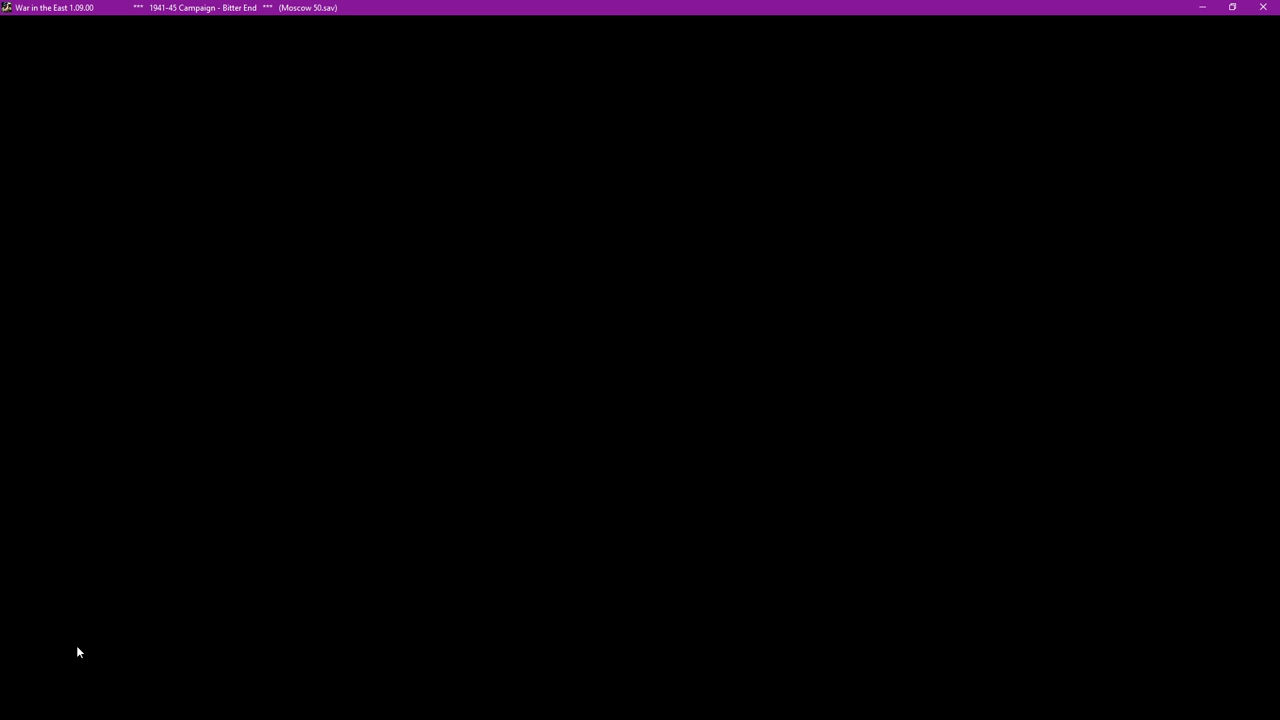 War in the East 1.09.00 *** 1941-45 Campaign - Bitter End *** (Moscow 50.sav)